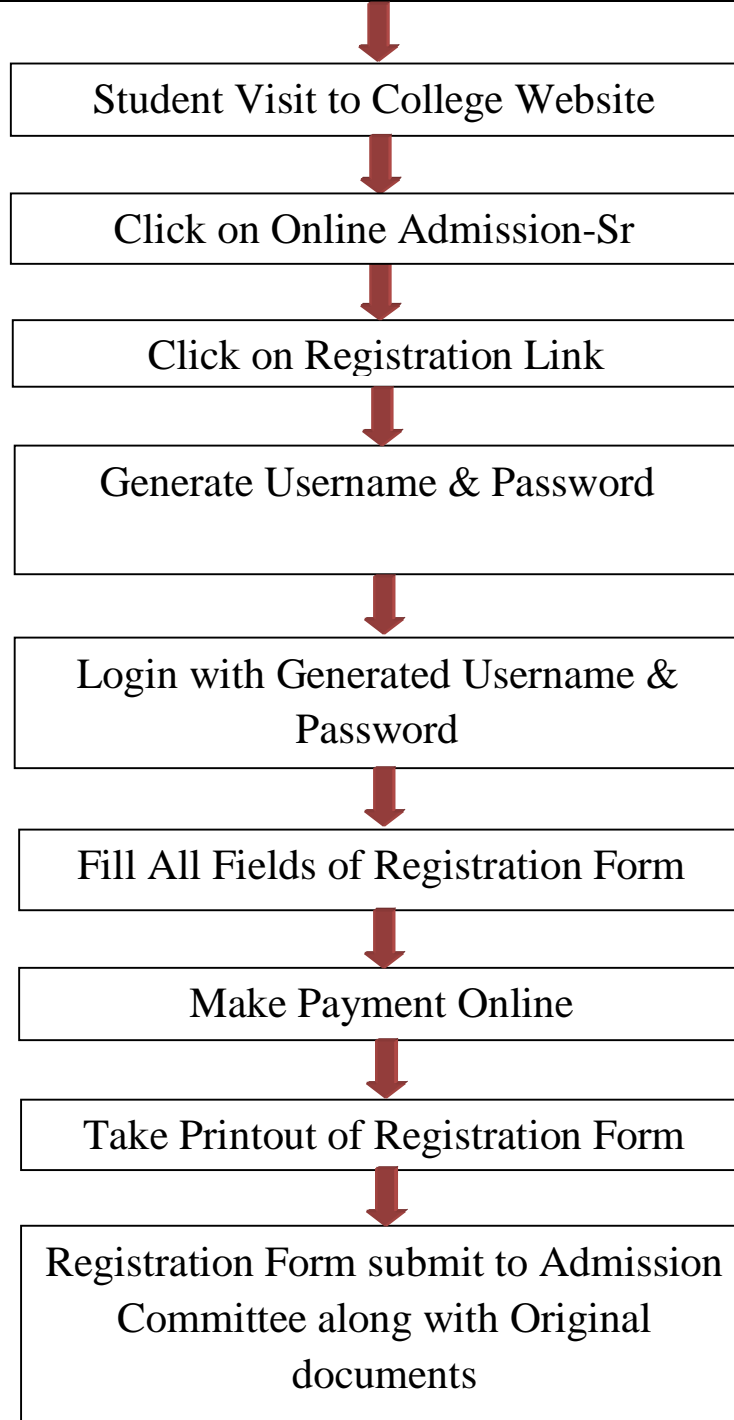 Student Visit to College Website
Click on Online Admission-Sr
Click on Registration Link
Generate Username & Password
Login with Generated Username &
Password
Fill All Fields of Registration Form
Make Payment Online
Take Printout of Registration Form
Registration Form submit to Admission
Committee along with Original
documents